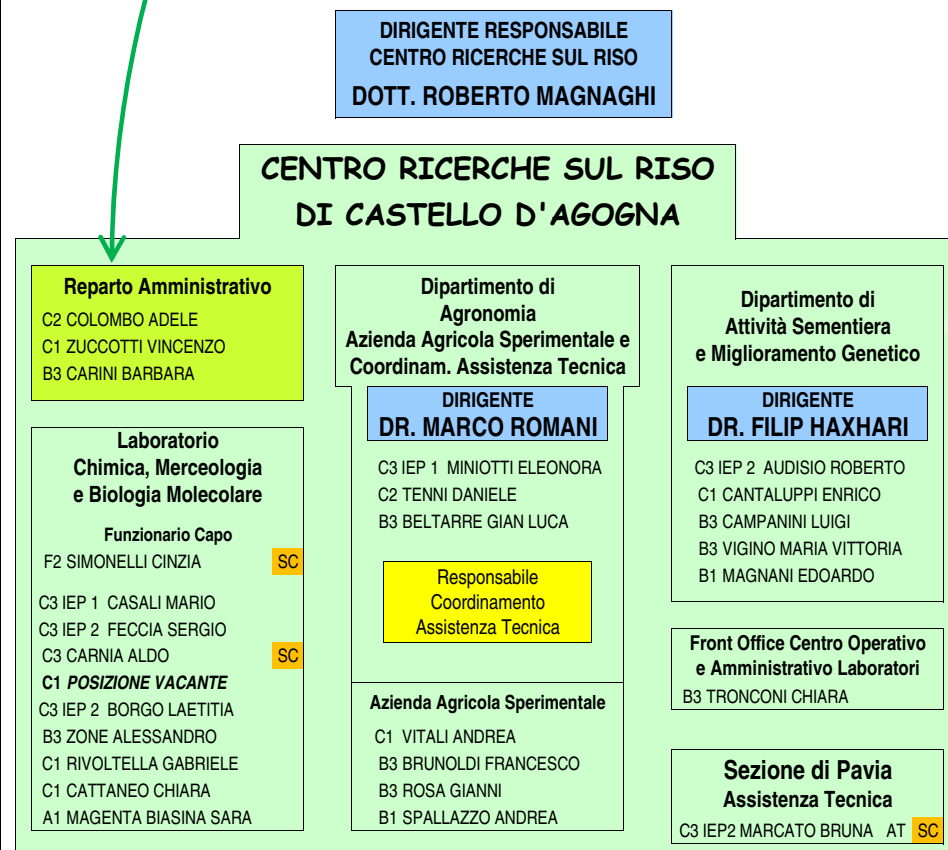 DIRIGENTE RESPONSABILE
CENTRO RICERCHE SUL RISO
DOTT. ROBERTO MAGNAGHI
CENTRO RICERCHE SUL RISO
DI CASTELLO D'AGOGNA
Reparto Amministrativo
C2 COLOMBO ADELE
C1 ZUCCOTTI VINCENZO
B3 CARINI BARBARA
Laboratorio
Chimica, Merceologia
e Biologia Molecolare
Funzionario Capo
F2 SIMONELLI CINZIA SC
C3 IEP 1 CASALI MARIO
C3 IEP 2 FECCIA SERGIO
C3 CARNIA ALDO SC
C1 POSIZIONE VACANTE
C3 IEP 2 BORGO LAETITIA
B3 ZONE ALESSANDRO
C1 RIVOLTELLA GABRIELE
C1 CATTANEO CHIARA
A1 MAGENTA BIASINA SARA
Dipartimento di
Agronomia
Azienda Agricola Sperimentale e
Coordinam. Assistenza Tecnica
DIRIGENTE
DR. MARCO ROMANI
C3 IEP 1 MINIOTTI ELEONORA
C2 TENNI DANIELE
B3 BELTARRE GIAN LUCA
Responsabile
Coordinamento
Assistenza Tecnica
Azienda Agricola Sperimentale
C1 VITALI ANDREA
B3 BRUNOLDI FRANCESCO
B3 ROSA GIANNI
B1 SPALLAZZO ANDREA
Dipartimento di
Attività Sementiera
e Miglioramento Genetico
DIRIGENTE
DR. FILIP HAXHARI
C3 IEP 2 AUDISIO ROBERTO
C1 CANTALUPPI ENRICO
B3 CAMPANINI LUIGI
B3 VIGINO MARIA VITTORIA
B1 MAGNANI EDOARDO
Front Office Centro Operativo
e Amministrativo Laboratori
B3 TRONCONI CHIARA
Sezione di Pavia
Assistenza Tecnica
C3 IEP2 MARCATO BRUNA AT SC